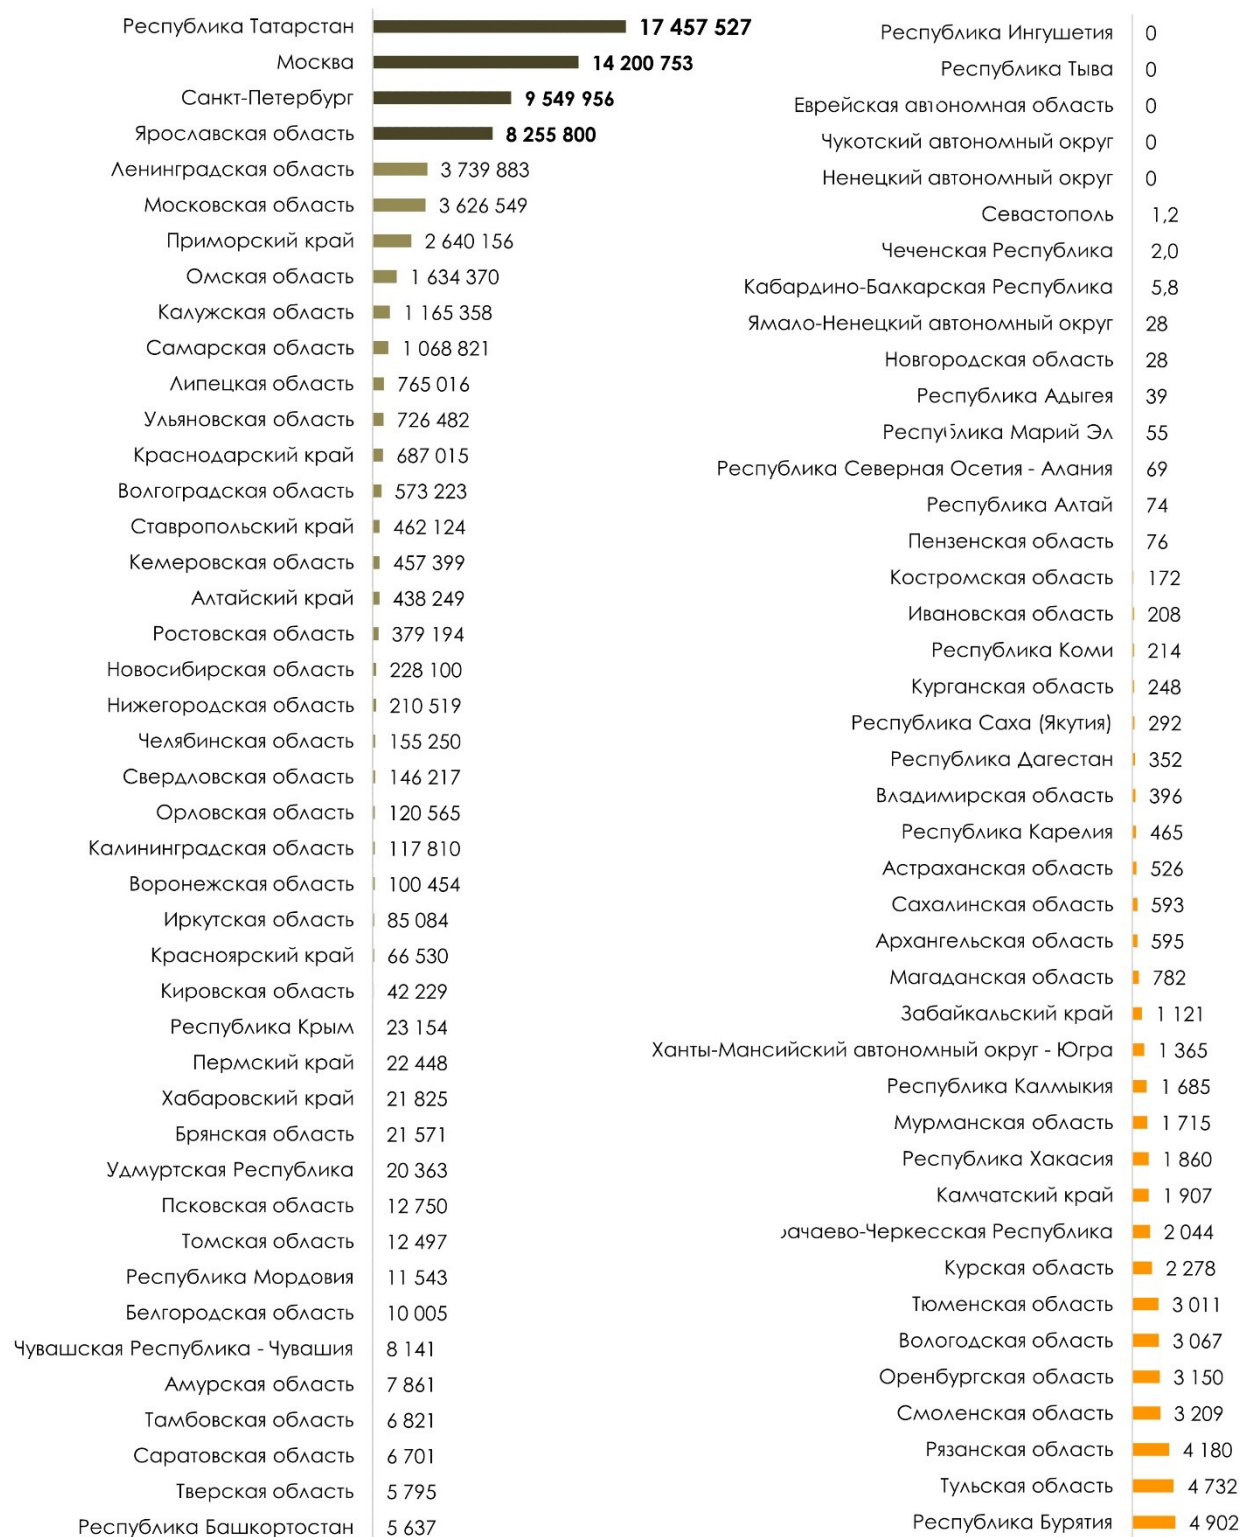 Республика Татарстан 17 457 527
Москва 14 200 753
Санкт-Петербург 9 549 956
Ярославская область 8 255 800
Ленинградская область 3 739 883
Московская область 3 626 549
Приморский край 2 640 156
Омская область 1 634 370
Калужская область 1 165 358
Самарская область 1 068 821
Липецкая область 765 016
Ульяновская область 726 482
Краснодарский край 687 015
Волгоградская область 573 223
Ставропольский край 462 124
Кемеровская область 457 399
Алтайский край 438 249
Ростовская область 379 194
Новосибирская область 228 100
Нижегородская область 210 519
Челябинская область 155 250
Свердловская область 146 217
Орловская область 120 565
Калининградская область 117 810
Воронежская область 100 454
Иркутская область 85 084
Красноярский край 66 530
Кировская область 42 229
Республика Крым 23 154
Пермский край 22 448
Хабаровский край 21 825
Брянская область 21 571
Удмуртская Республика 20 363
Псковская область 12 750
Томская область 12 497
Республика Мордовия 11 543
Белгородская область 10 005
Чувашская Республика - Чувашия 8 141
Амурская область 7 861
Тамбовская область 6 821
Саратовская область 6 701
Тверская область 5 795
Республика Башкортостан 5 637
Республика Ингушетия 0
Республика Тыва 0
Еврейская автономная область 0
Чукотский автономный округ 0
Ненецкий автономный округ 0
Севастополь 1,2
Чеченская Республика 2,0
Кабардино-Балкарская Республика 5,8
Ямало-Ненецкий автономный округ 28
Новгородская область 28
Республика Адыгея 39
Республика Марий Эл 55
Республика Северная Осетия - Алания 69
Республика Алтай 74
Пензенская область 76
Костромская область 172
Ивановская область 208
Республика Коми 214
Курганская область 248
Республика Саха (Якутия) 292
Республика Дагестан 352
Владимирская область 396
Республика Карелия 465
Астраханская область 526
Сахалинская область 593
Архангельская область 595
Магаданская область 782
Забайкальский край 1 121
Ханты-Мансийский автономный округ - Югра 1 365
Республика Калмыкия 1 685
Мурманская область 1 715
Республика Хакасия 1 860
Камчатский край 1 907
ачаево-Черкесская Республика 2 044
Курская область 2 278
Тюменская область 3 011
Вологодская область 3 067
Оренбургская область 3 150
Смоленская область 3 209
Рязанская область 4 180
Тульская область 4 732
Республика Бурятия 4 902